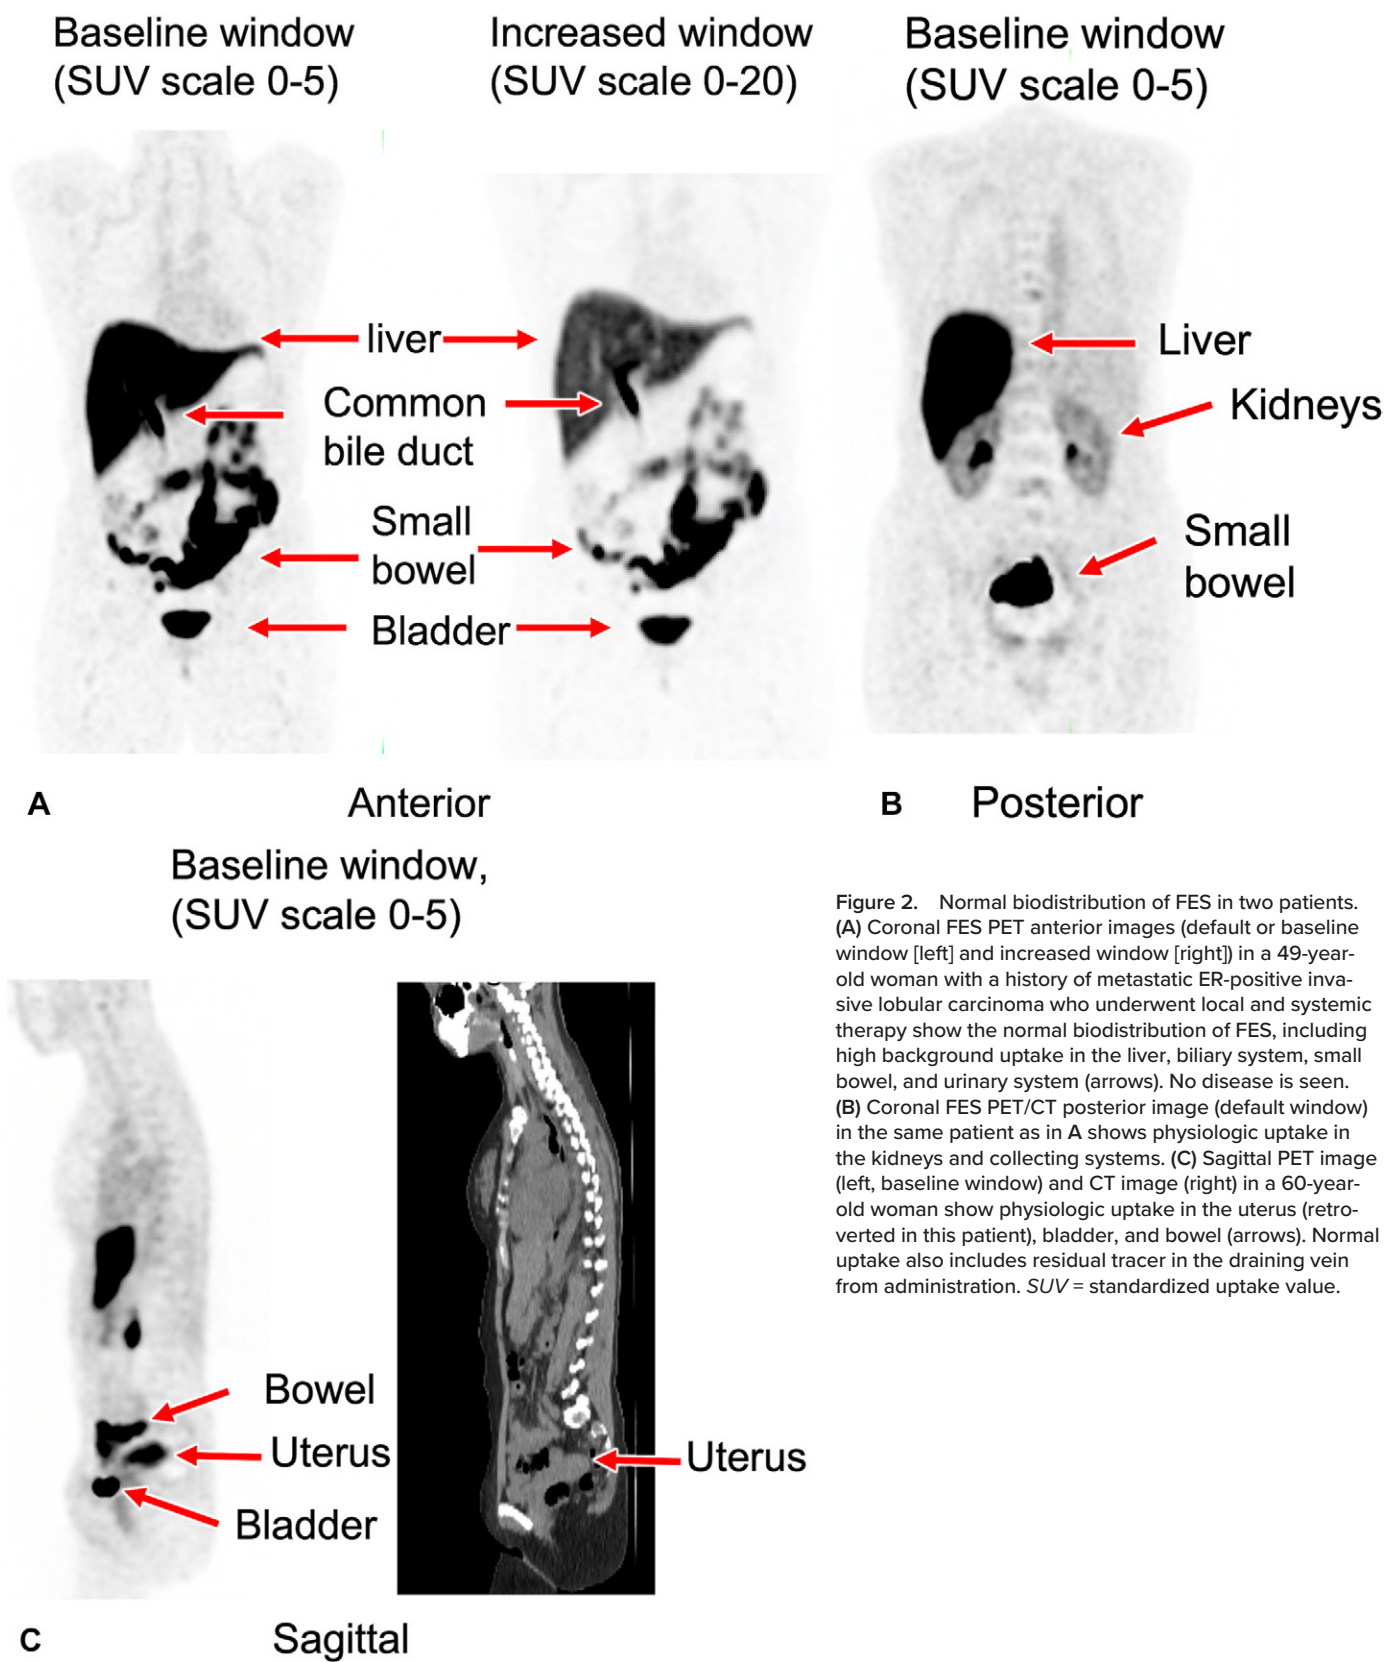 Baseline window
(SUV scale 0-5)
Increased window
(SUV scale 0-20)
Baseline window
(SUV scale 0-5)
liver
Common
bile duct
Small
bowel
Bladder
Liver
Kidneys
Small
bowel
A
Anterior
B
Posterior
Baseline window,
(SUV scale 0-5)
Bowel
Uterus
Bladder
Uterus
C
Sagittal
Figure 2. Normal biodistribution of FES in two patients.
(A) Coronal FES PET anterior images (default or baseline
window [left] and increased window [right]) in a 49-year-
old woman with a history of metastatic ER-positive inva-
sive lobular carcinoma who underwent local and systemic
therapy show the normal biodistribution of FES, including
high background uptake in the liver, biliary system, small
bowel, and urinary system (arrows). No disease is seen.
(B) Coronal FES PET/CT posterior image (default window)
in the same patient as in A shows physiologic uptake in
the kidneys and collecting systems. (C) Sagittal PET image
(left, baseline window) and CT image (right) in a 60-year-
old woman show physiologic uptake in the uterus (retro-
verted in this patient), bladder, and bowel (arrows). Normal
uptake also includes residual tracer in the draining vein
from administration. SUV = standardized uptake value.